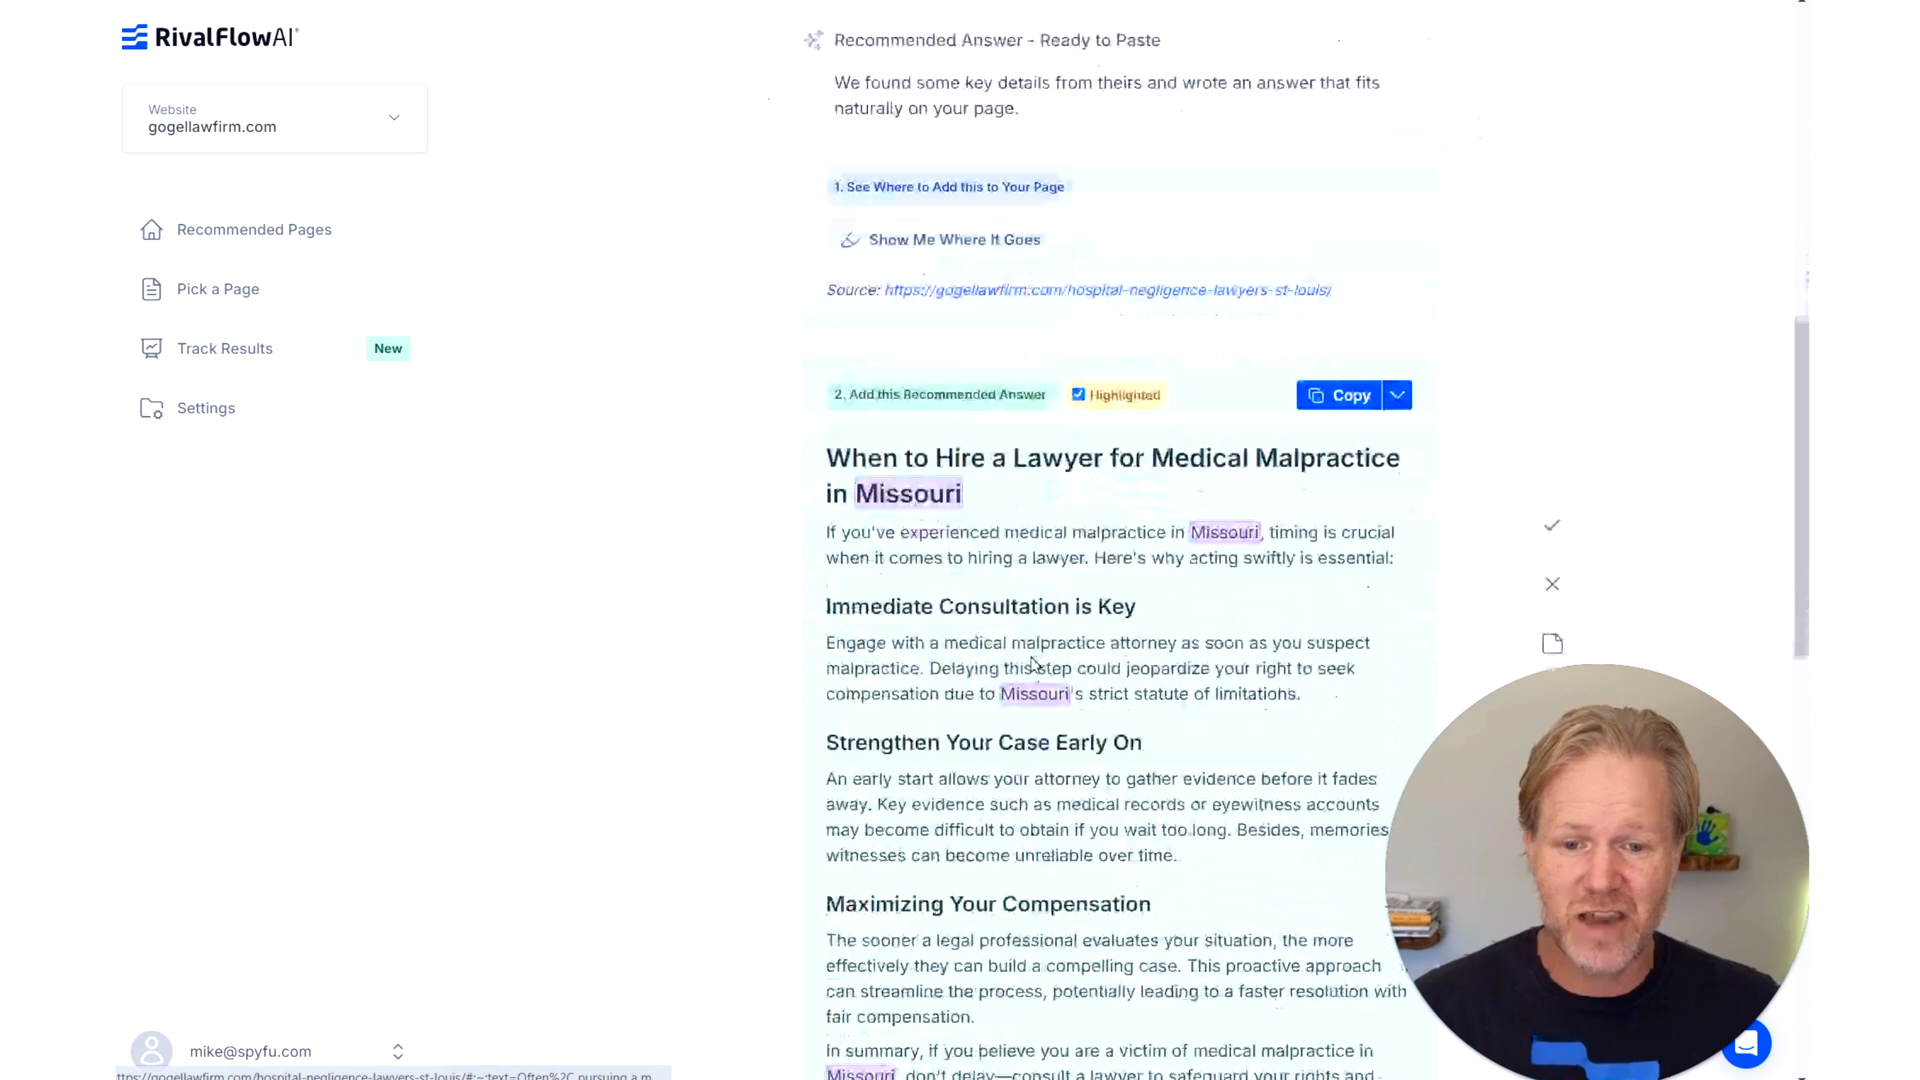 RivalFlowAI®
Website
gogellawfirm.com
Recommended Pages
Pick a Page
Track Results
New
Settings
mike@spyfu.com
Recommended Answer - Ready to Paste
We found some key details from theirs and wrote an answer that fits
naturally on your page.
1. See Where to Add this to Your Page
Show Me Where It Goes
Source: https://gogellawfirm.com/hospital-negligence-lawyers-st-louis/
2. Add this Recommended Answer
Highlighted
Copy
When to Hire a Lawyer for Medical Malpractice
in Missouri
If you've experienced medical malpractice in Missouri, timing is crucial
when it comes to hiring a lawyer. Here's why acting swiftly is essential:
Immediate Consultation is Key
Engage with a medical malpractice attorney as soon as you suspect
malpractice. Delaying this step could jeopardize your right to seek
compensation due to Missouri's strict statute of limitations.
Strengthen Your Case Early On
An early start allows your attorney to gather evidence before it fades
away. Key evidence such as medical records or eyewitness accounts
may become difficult to obtain if you wait too long. Besides, memories
witnesses can become unreliable over time.
Maximizing Your Compensation
The sooner a legal professional evaluates your situation, the more
effectively they can build a compelling case. This proactive approach
can streamline the process, potentially leading to a faster resolution with
fair compensation.
In summary, if you believe you are a victim of medical malpractice in
Missouri, don't delay—consult a lawyer to safeguard your rights and
ttps://gogellawfirm.com/hospital-negligence-lawyers-st-louis/#:~:text=Often%2C pursuing a m...